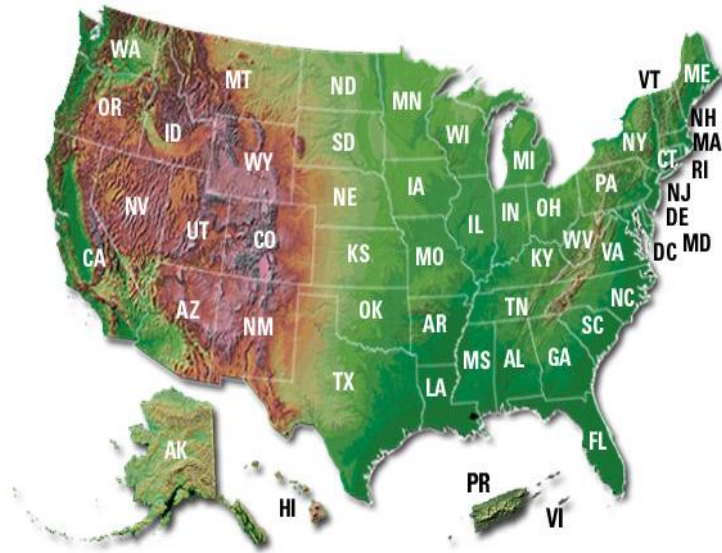 WA
MT
ND
MN
VT
ME
OR
ID
SD
WI
MI
NY
NH
MA
CT
RI
WY
NE
IA
PA
NJ
NV
UT
CO
IL
IN
OH
DE
CA
KS
MO
KY
WV
VA
DC
MD
AZ
NM
OK
AR
TN
NC
SC
TX
LA
MS
AL
GA
FL
AK
HI
PR
VI